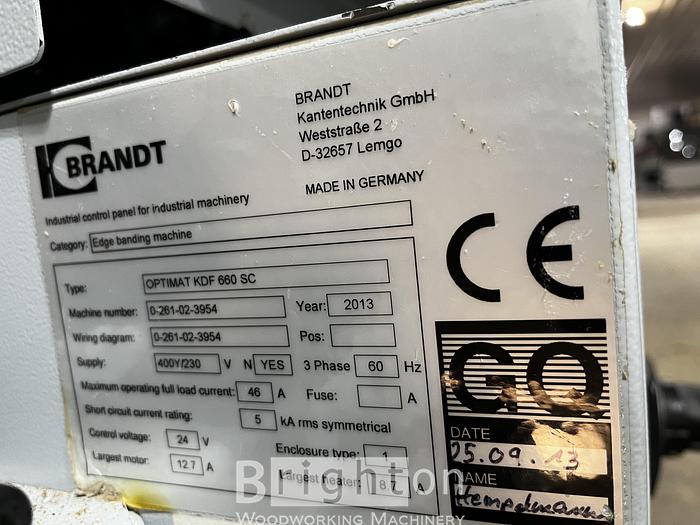 BRANDT
BRANDT
Kantentechnik GmbH
Weststraße 2
D-32657 Lemgo
MADE IN GERMANY
Industrial control panel for industrial machinery
Category: Edge banding machine
Type: OPTIMAT KDF 660 SC
Machine number: 0-261-02-3954 Year: 2013
Wiring diagram: 0-261-02-3954 Pos:
Supply: 400Y/230 V N YES 3 Phase 60 Hz
Maximum operating full load current: 46 A Fuse: A
Short circuit current rating: 5 kA rms symmetrical
Control voltage: 24 V Enclosure type: 1
Largest motor: 12.7 A Largest heater: 8.7 A
CE
GQ
DATE
25.09.13
NAME
Brighton
Woodworking Machinery